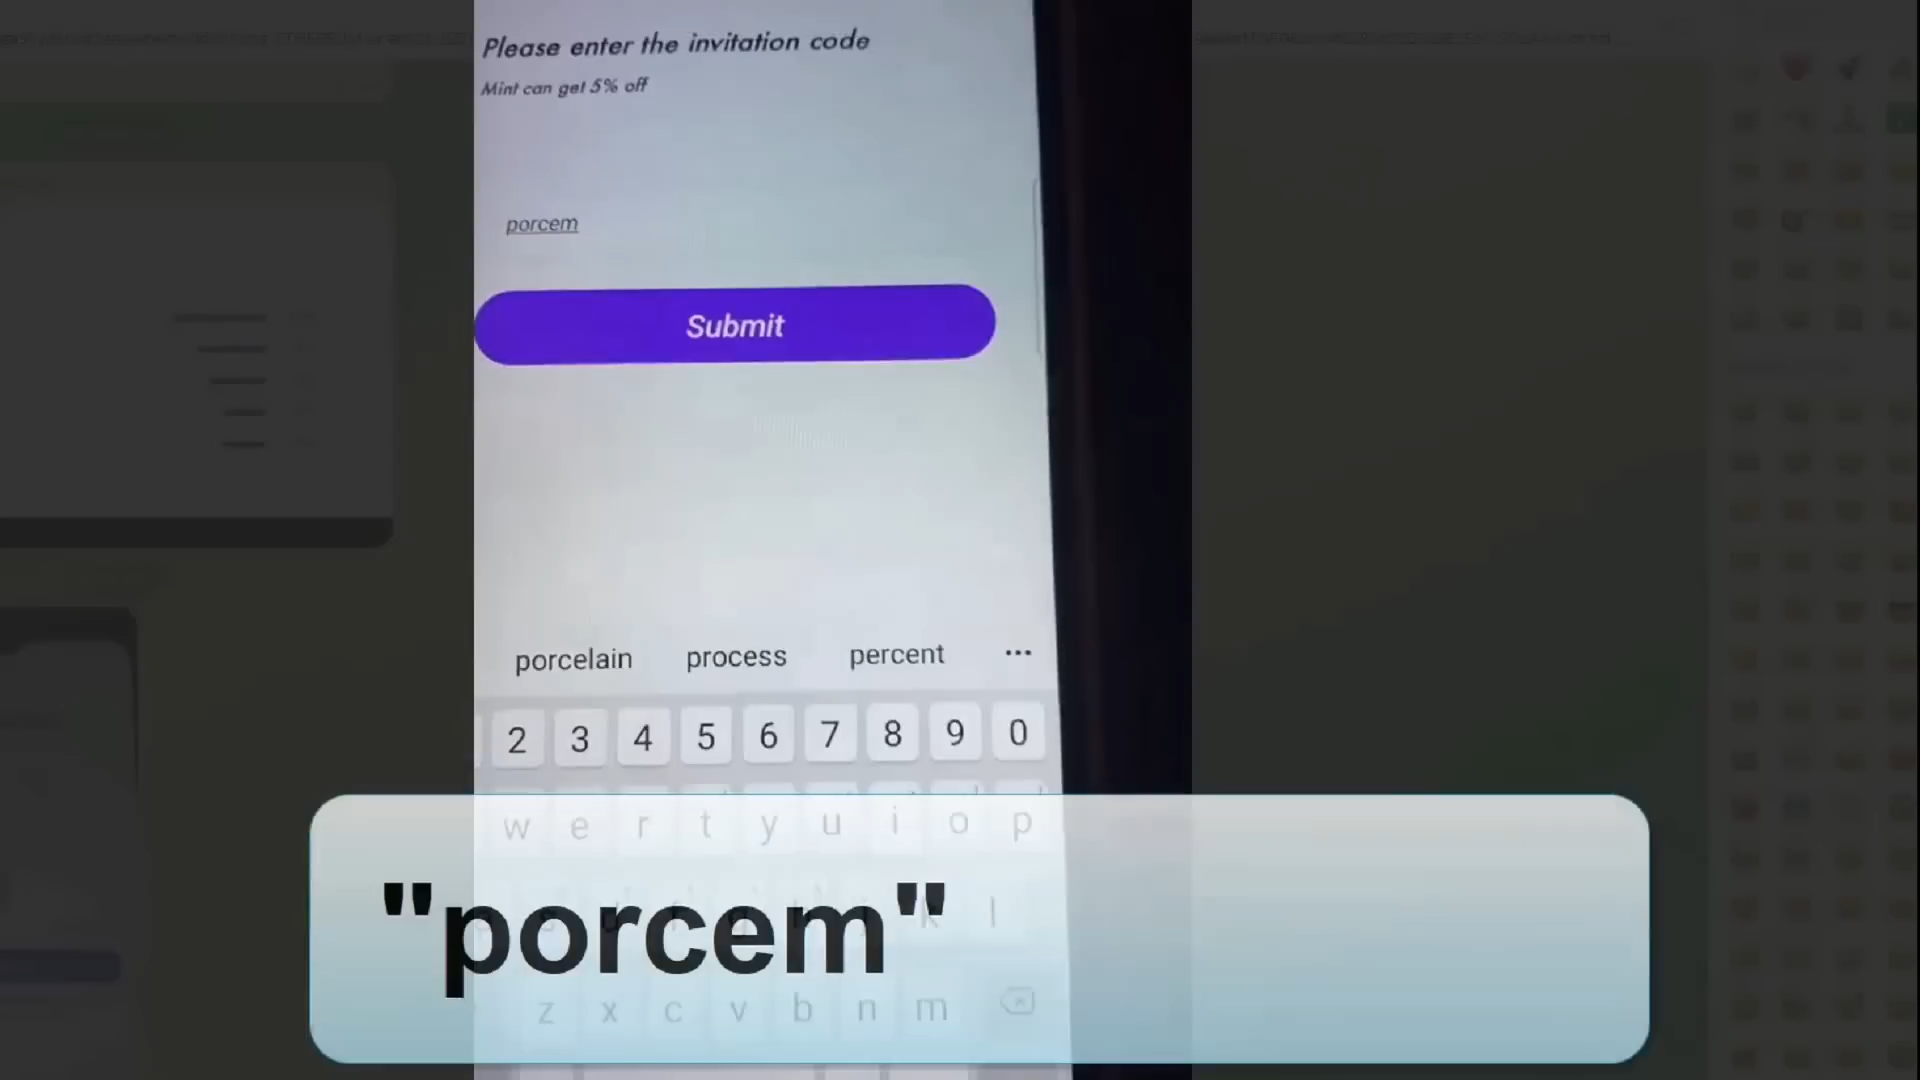 Please enter the invitation code
Mint can get 5% off
porcem
Submit
porcelain process percent ...
2 3 4 5 6 7 8 9 0
w e r t y u i o p
k l
"porcem"
z x c v b n m